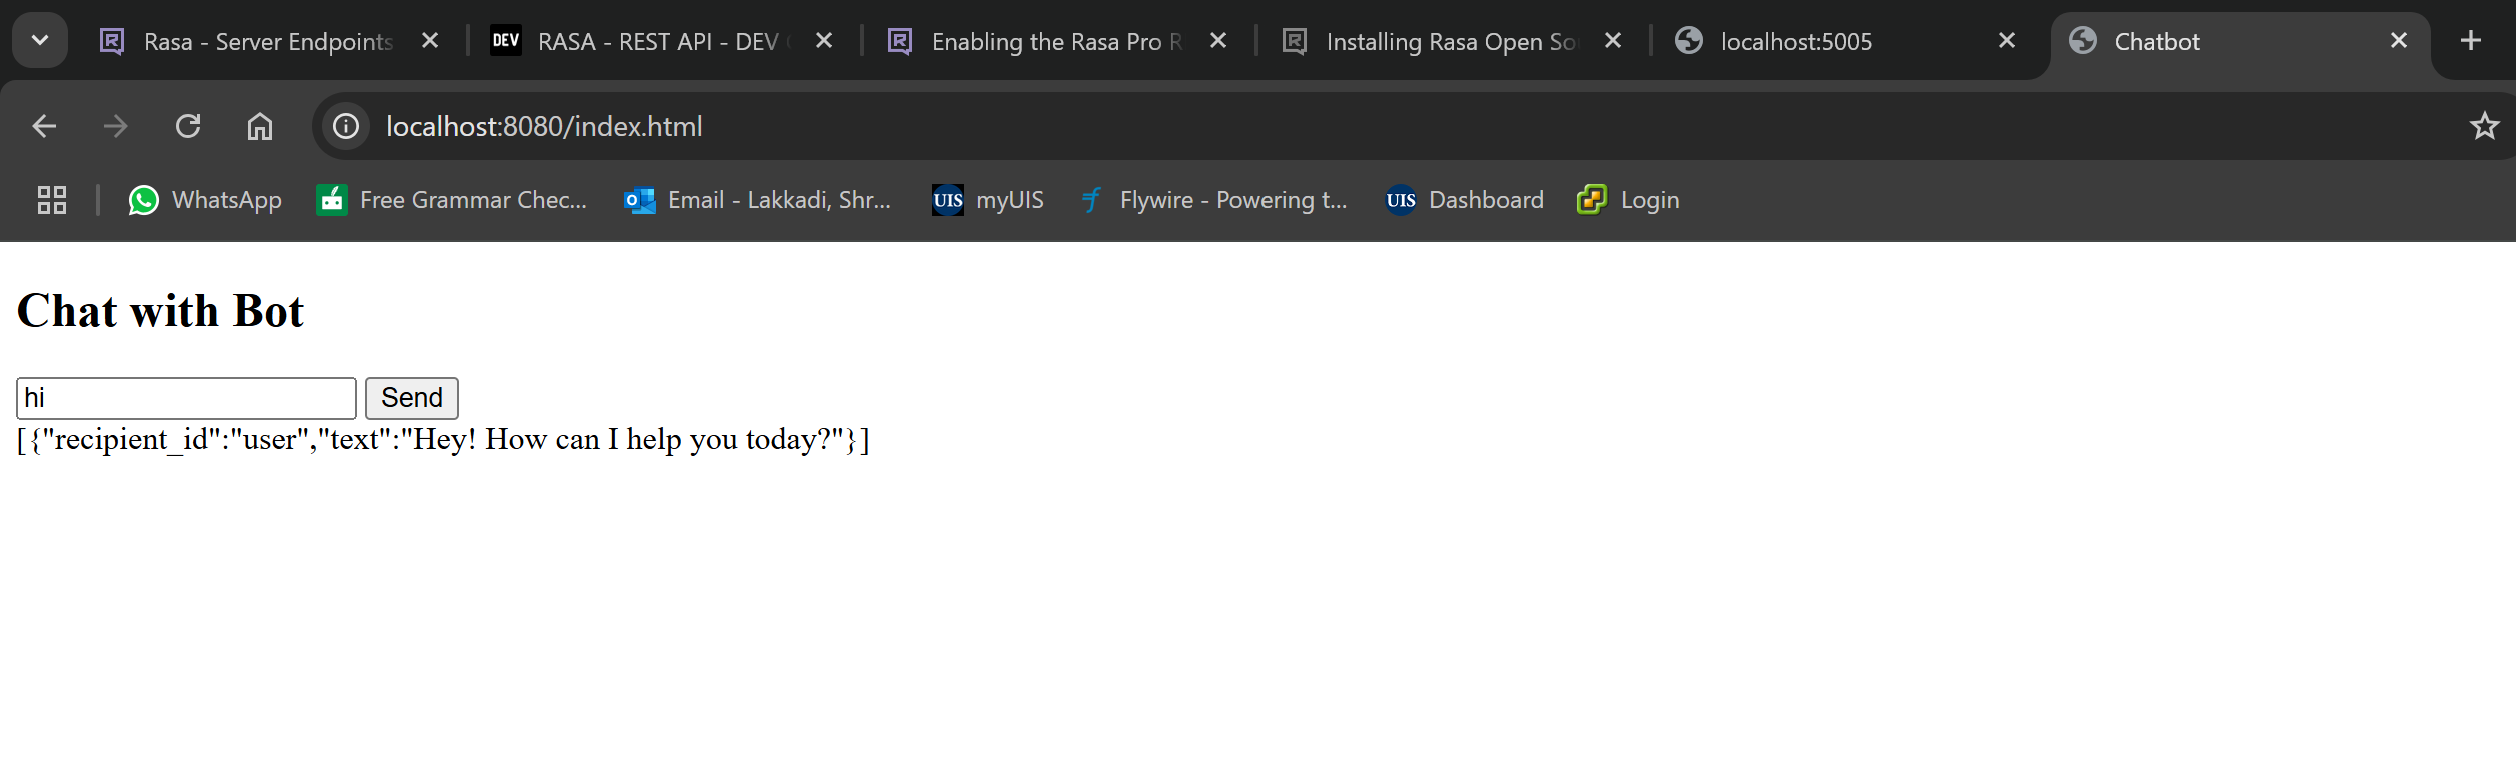 Rasa - Server Endpoints
DEV RASA - REST API - DEV
Enabling the Rasa Pro R
Installing Rasa Open So
localhost:5005
Chatbot
localhost:8080/index.html
WhatsApp
Free Grammar Chec...
Email - Lakkadi, Shr...
UIS myUIS
Flywire - Powering t...
UIS Dashboard
Login
Chat with Bot
hi Send
[{"recipient_id":"user","text":"Hey! How can I help you today?"}]